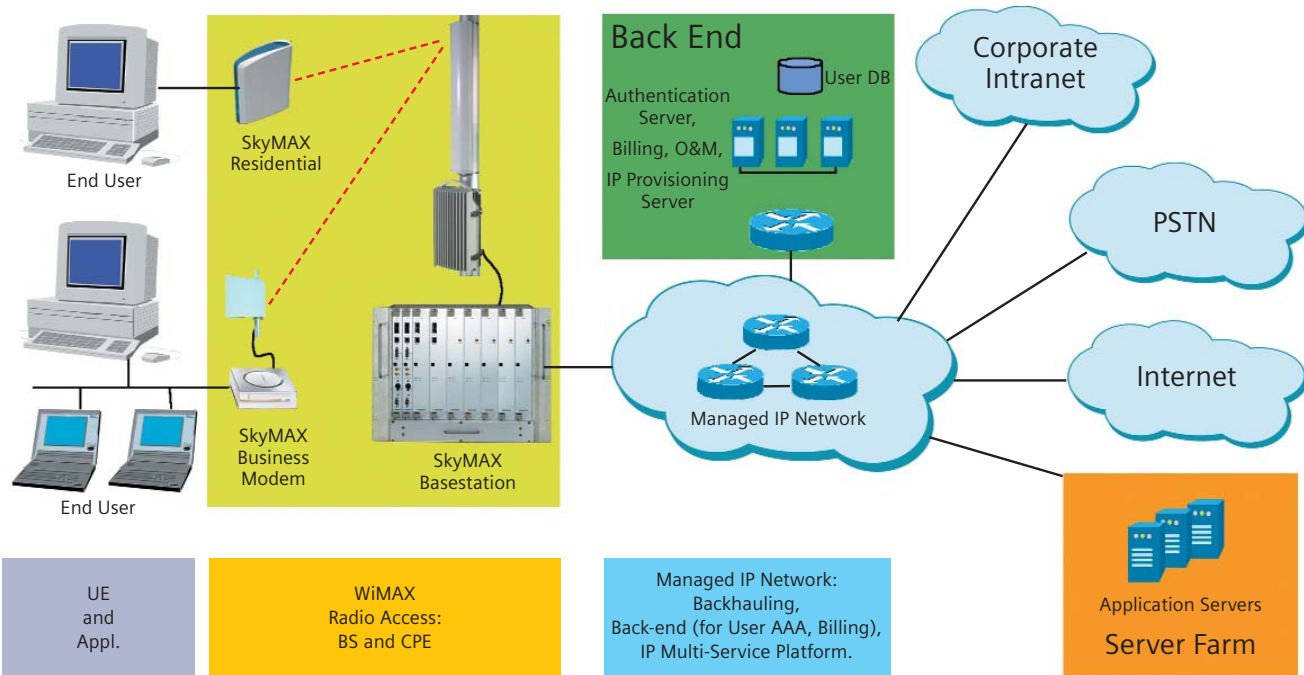 End User
SkyMAX
Residential
End User
SkyMAX
Business
Modem
SkyMAX
Basestation
Back End
User DB
Authentication
Server,
Billing, O&M,
IP Provisioning
Server
Managed IP Network
Corporate
Intranet
PSTN
Internet
Application Servers
Server Farm
UE
and
Appl.
WiMAX
Radio Access:
BS and CPE
Managed IP Network:
Backhauling,
Back-end (for User AAA, Billing),
IP Multi-Service Platform.